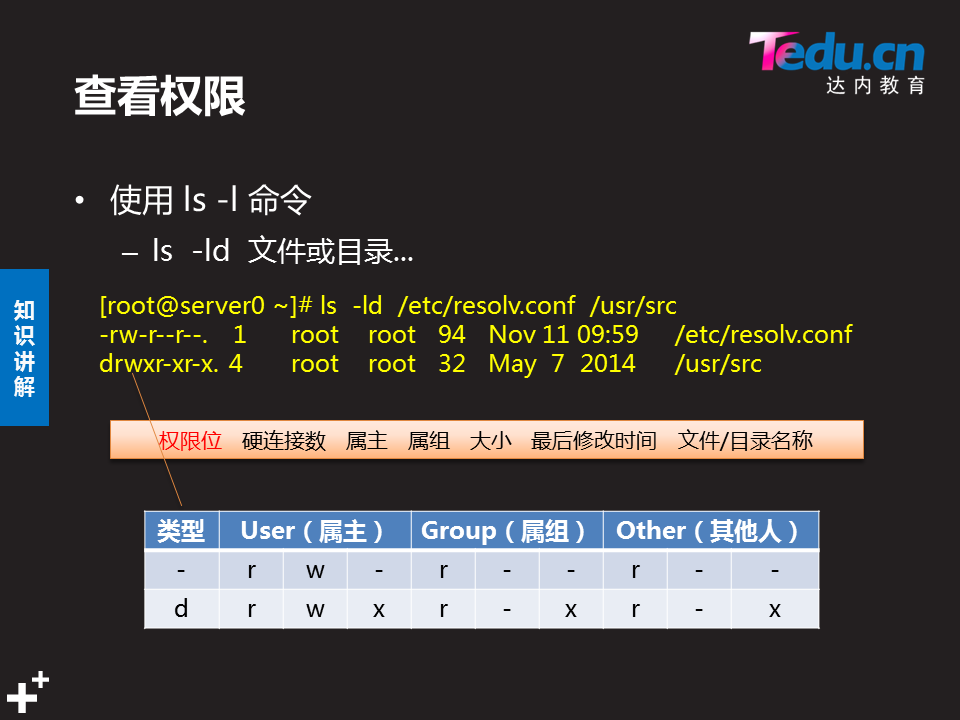 Tedu.cn
达内教育
查看权限
• 使用 ls -l 命令
– ls -ld 文件或目录...
知识讲解
[root@server0 ~]# ls -ld /etc/resolv.conf /usr/src
-rw-r--r--. 1 root root 94 Nov 11 09:59 /etc/resolv.conf
drwxr-xr-x. 4 root root 32 May 7 2014 /usr/src
权限位 硬连接数 属主 属组 大小 最后修改时间 文件/目录名称
类型 User（属主） Group（属组） Other（其他人）
- r w - r - - r - -
d r w x r - x r - x